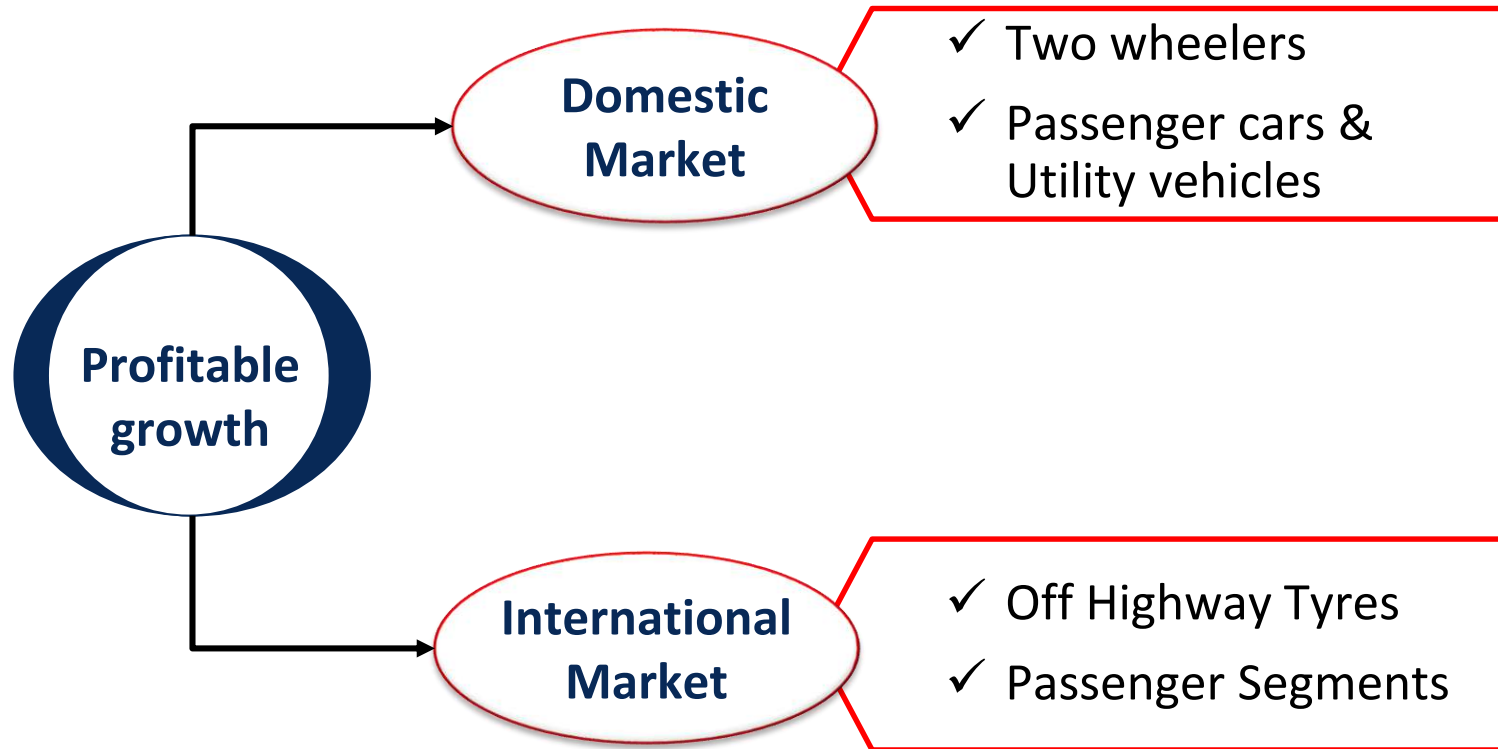 Domestic
Market
✓ Two wheelers
✓ Passenger cars &
Utility vehicles
Profitable
growth
International
Market
✓ Off Highway Tyres
✓ Passenger Segments